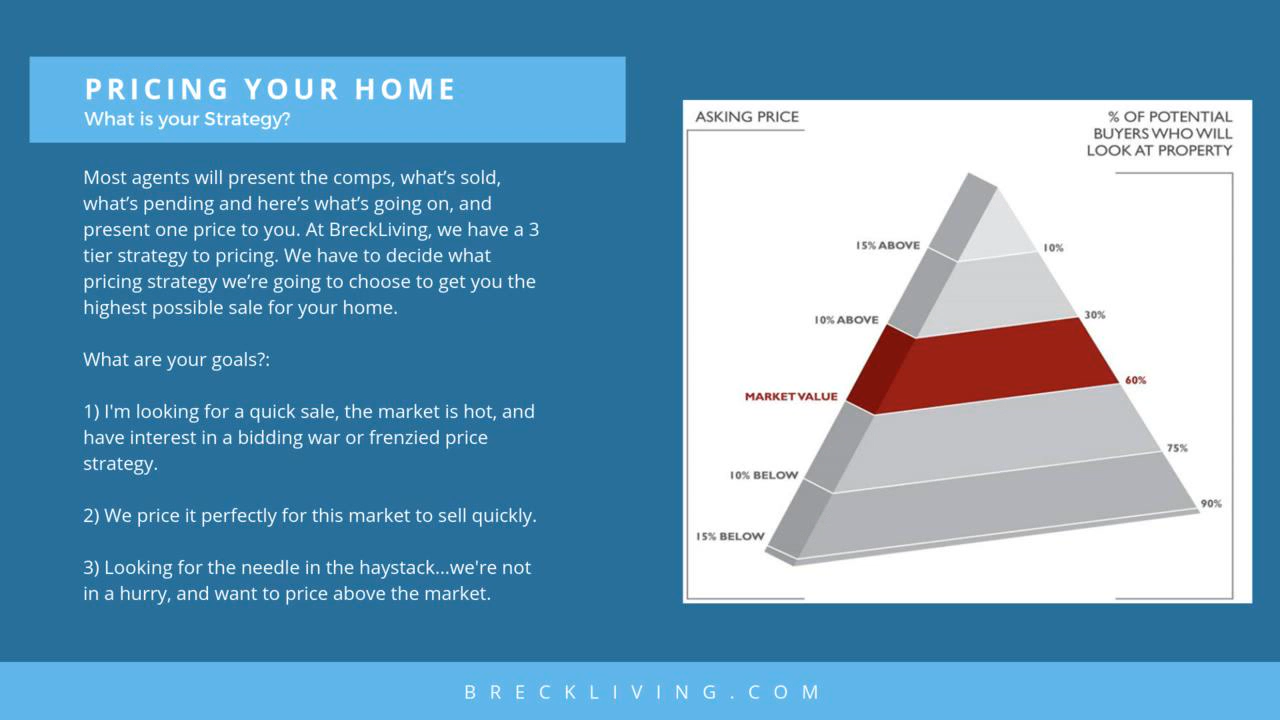 PRICING YOUR HOME
What is your Strategy?
Most agents will present the comps, what’s sold,
what’s pending and here’s what’s going on, and
present one price to you. At BreckLiving, we have a 3
tier strategy to pricing. We have to decide what
pricing strategy we’re going to choose to get you the
highest possible sale for your home.
What are your goals?:
1) I'm looking for a quick sale, the market is hot, and
have interest in a bidding war or frenzied price
strategy.
2) We price it perfectly for this market to sell quickly.
3) Looking for the needle in the haystack...we're not
in a hurry, and want to price above the market.
ASKING PRICE
% OF POTENTIAL
BUYERS WHO WILL
LOOK AT PROPERTY
15% ABOVE
10%
10% ABOVE
30%
MARKET VALUE
60%
10% BELOW
75%
15% BELOW
90%
BRECKLIVING.COM